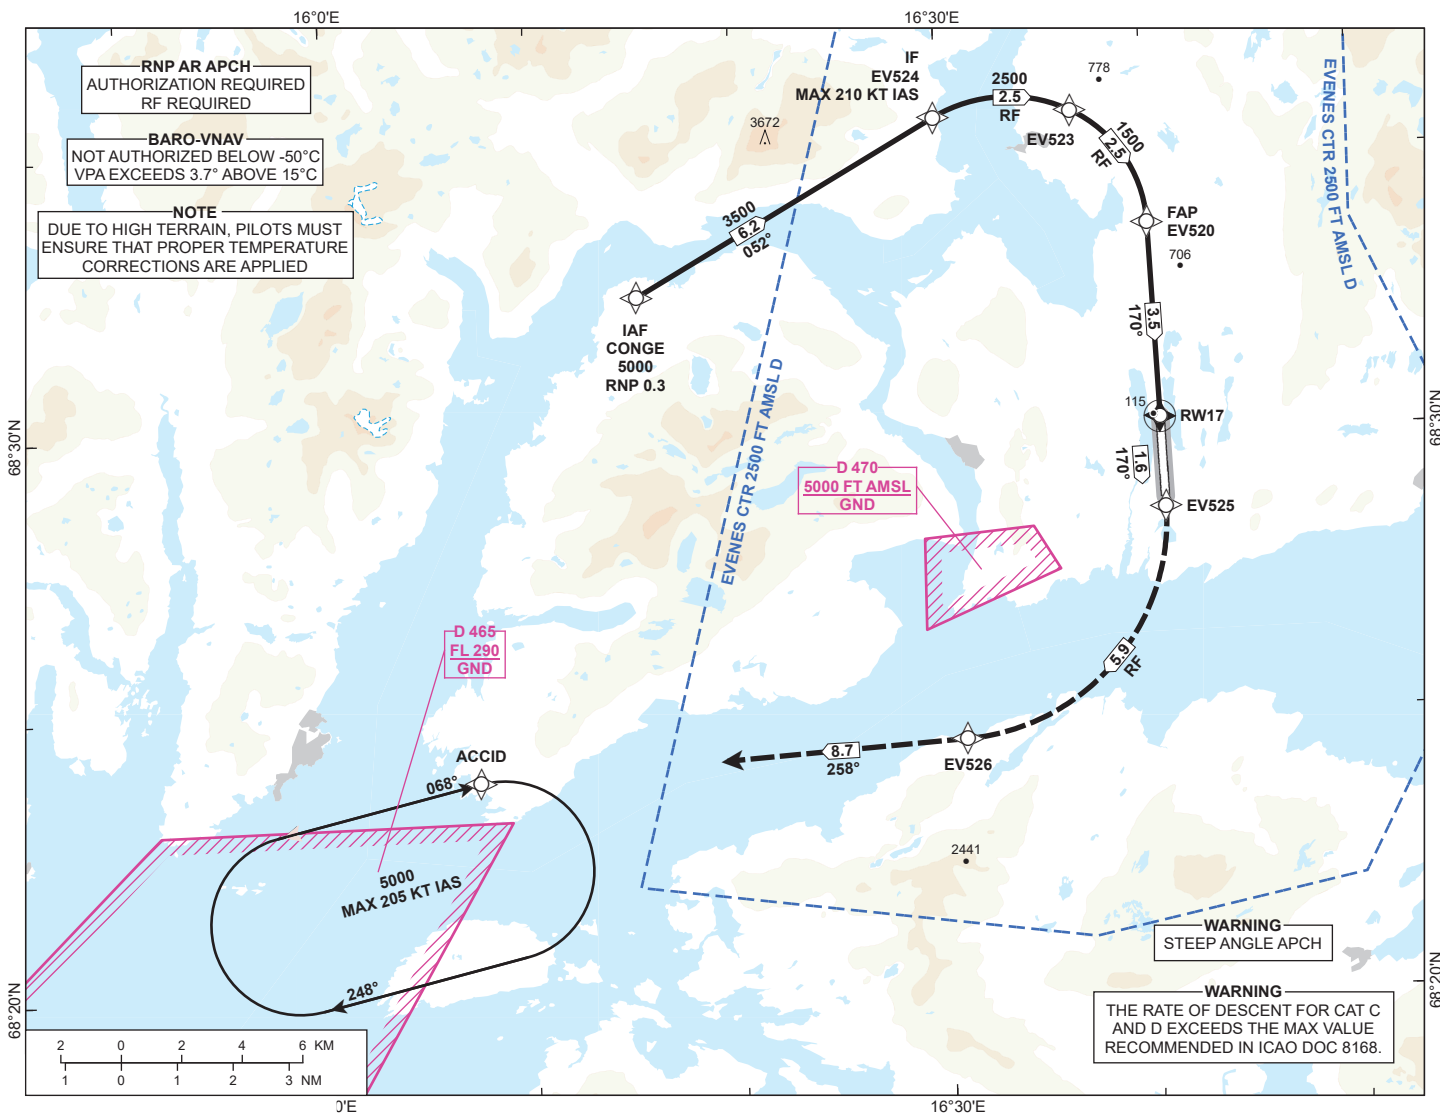 16°0'E
16°30'E
RNP AR APCH
AUTHORIZATION REQUIRED
RF REQUIRED
BARO-VNAV
NOT AUTHORIZED BELOW -50°C
VPA EXCEEDS 3.7° ABOVE 15°C
NOTE
DUE TO HIGH TERRAIN, PILOTS MUST
ENSURE THAT PROPER TEMPERATURE
CORRECTIONS ARE APPLIED
3672
IF
EV524
MAX 210 KT IAS
2500
2.5
RF
778
EV523
1500
2.5
RF
EVENES CTR 2500 FT AMSL D
FAP
EV520
706
3500
6.2
052°
IAF
CONGE
5000
RNP 0.3
3.5
170°
115
RW17
1.6
170°
EV525
68°30'N
68°30'N
EVENES CTR 2500 FT AMSL D
D 470
5000 FT AMSL
GND
D 465
FL 290
GND
5.9
RF
8.7
258°
EV526
ACCID
068°
5000
MAX 205 KT IAS
248°
2441
WARNING
STEEP ANGLE APCH
WARNING
THE RATE OF DESCENT FOR CAT C
AND D EXCEEDS THE MAX VALUE
RECOMMENDED IN ICAO DOC 8168.
68°20'N
68°20'N
2 0 2 4 6 KM
1 0 1 2 3 NM
0'E
16°30'E